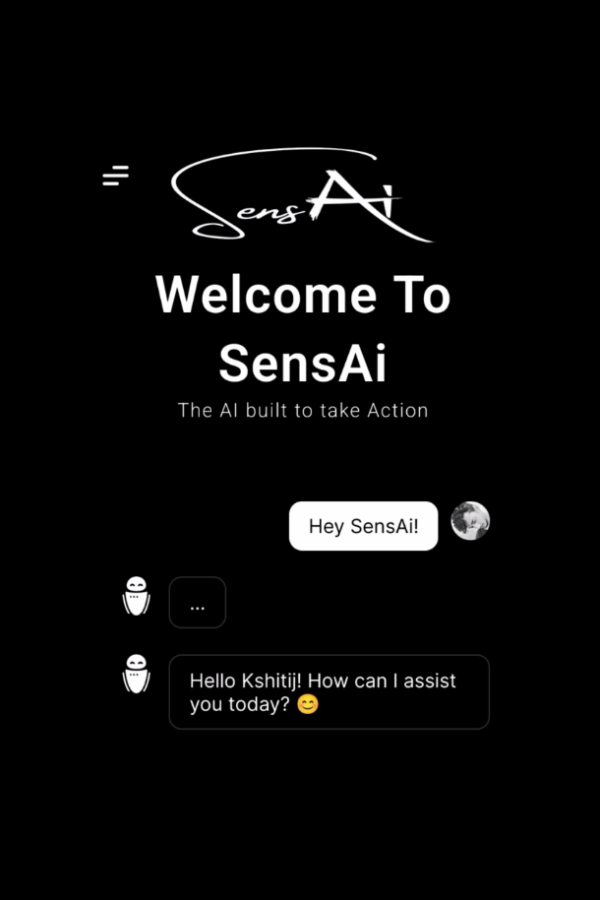 SensAi
Welcome To
SensAi
The AI built to take Action
Hey SensAi!
...
Hello Kshitij! How can I assist
you today? 😊